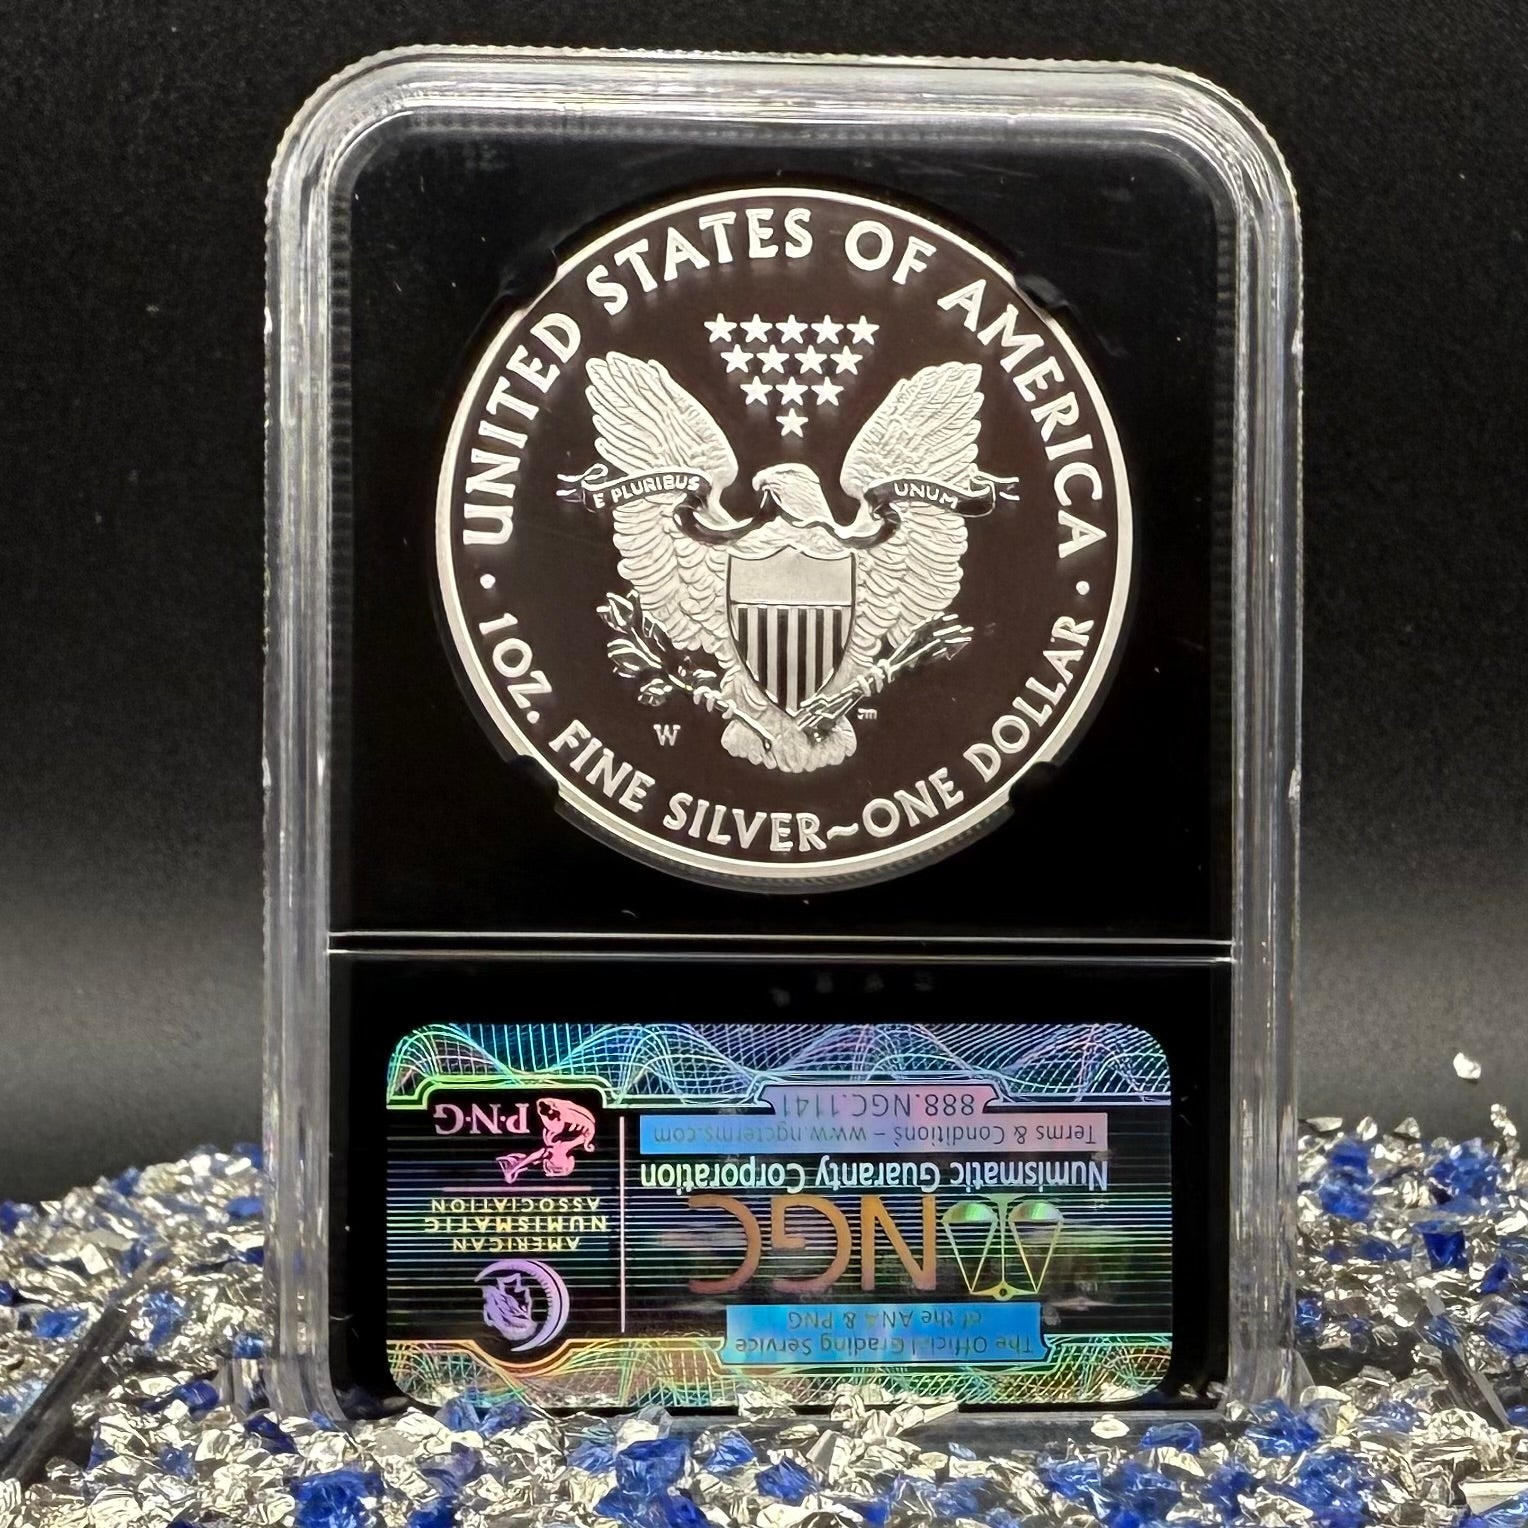 UNITED STATES OF AMERICA
E PLURIBUS UNUM
W
· 1 OZ. FINE SILVER~ONE DOLLAR ·
The Official Grading Service
of the ANA & PNG
NGC
Numismatic Guaranty Corporation
Terms & Conditions – www.ngcterms.com
888.NGC.1141
AMERICAN
NUMISMATIC
ASSOCIATION
P·N·G